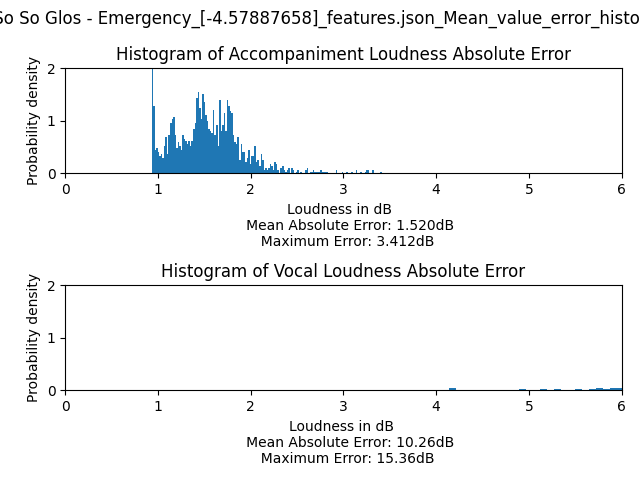 So So Glos - Emergency_[-4.57887658]_features.json_Mean_value_error_histo
Histogram of Accompaniment Loudness Absolute Error
Probability density
2
1
0
0 1 2 3 4 5 6
Loudness in dB
Mean Absolute Error: 1.520dB
Maximum Error: 3.412dB
Histogram of Vocal Loudness Absolute Error
Probability density
2
1
0
0 1 2 3 4 5 6
Loudness in dB
Mean Absolute Error: 10.26dB
Maximum Error: 15.36dB